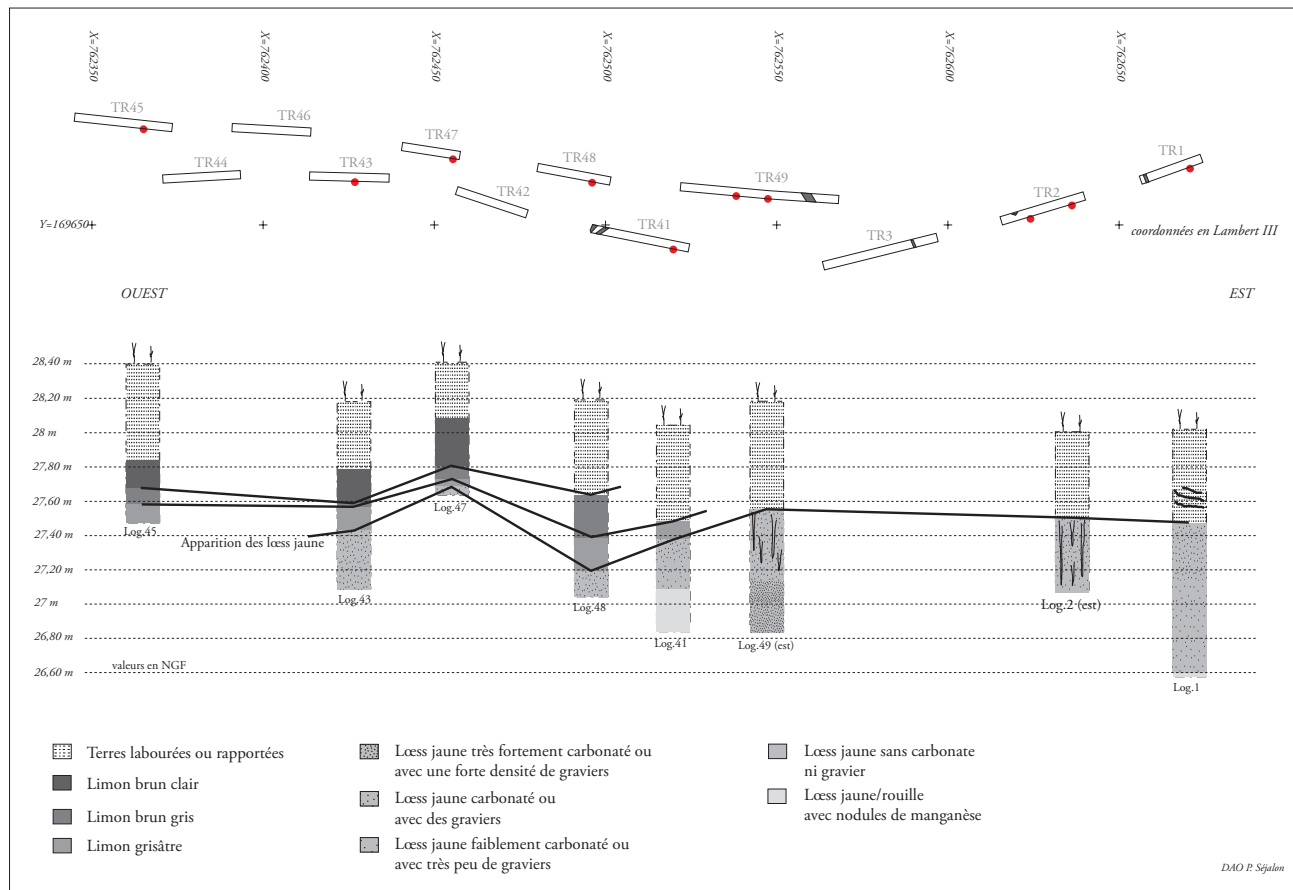 X=762350
X=762400
X=762450
X=762500
X=762550
X=762600
X=762650
TR45
TR46
TR47
TR48
TR49
TR1
TR44
TR43
TR42
TR41
TR2
TR3
Y=169650
coordonnées en Lambert III
OUEST
EST
28,40 m
28,20 m
28 m
27,80 m
27,60 m
27,40 m
27,20 m
27 m
26,80 m
26,60 m
Log.45
Log.47
Apparition des lœss jaune
Log.43
Log.48
Log.41
Log.49 (est)
Log.2 (est)
Log.1
valeurs en NGF
Terres labourées ou rapportées
Limon brun clair
Limon brun gris
Limon grisâtre
Lœss jaune très fortement carbonaté ou
avec une forte densité de graviers
Lœss jaune carbonaté ou
avec des graviers
Lœss jaune faiblement carbonaté ou
avec très peu de graviers
Lœss jaune sans carbonate
ni gravier
Lœss jaune/rouille
avec nodules de manganèse
DAO P. Séjalon